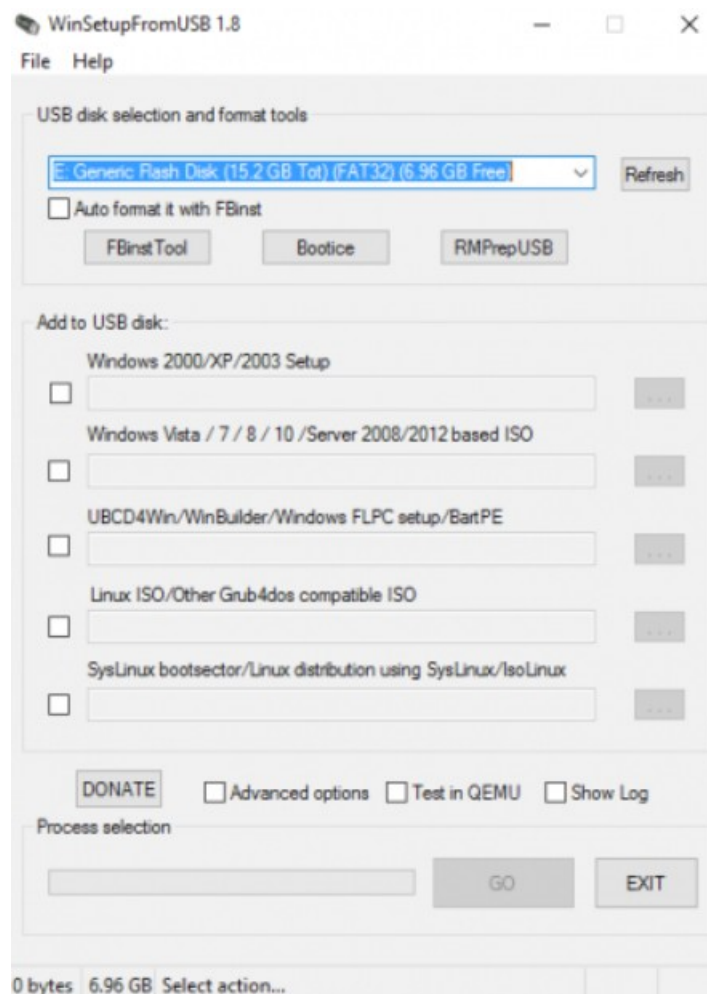 WinSetupFromUSB 1.8
File Help
USB disk selection and format tools
E: Generic Flash Disk (15.2 GB Tot) (FAT32) (6.96 GB Free)
Refresh
Auto format it with FBinst
FBinstTool Bootice RMPrepUSB
Add to USB disk:
Windows 2000/XP/2003 Setup
...
Windows Vista / 7 / 8 / 10 /Server 2008/2012 based ISO
...
UBCD4Win/WinBuilder/Windows FLPC setup/BartPE
...
Linux ISO/Other Grub4dos compatible ISO
...
SysLinux bootsector/Linux distribution using SysLinux/IsoLinux
...
DONATE Advanced options Test in QEMU Show Log
Process selection
GO EXIT
0 bytes 6.96 GB Select action...